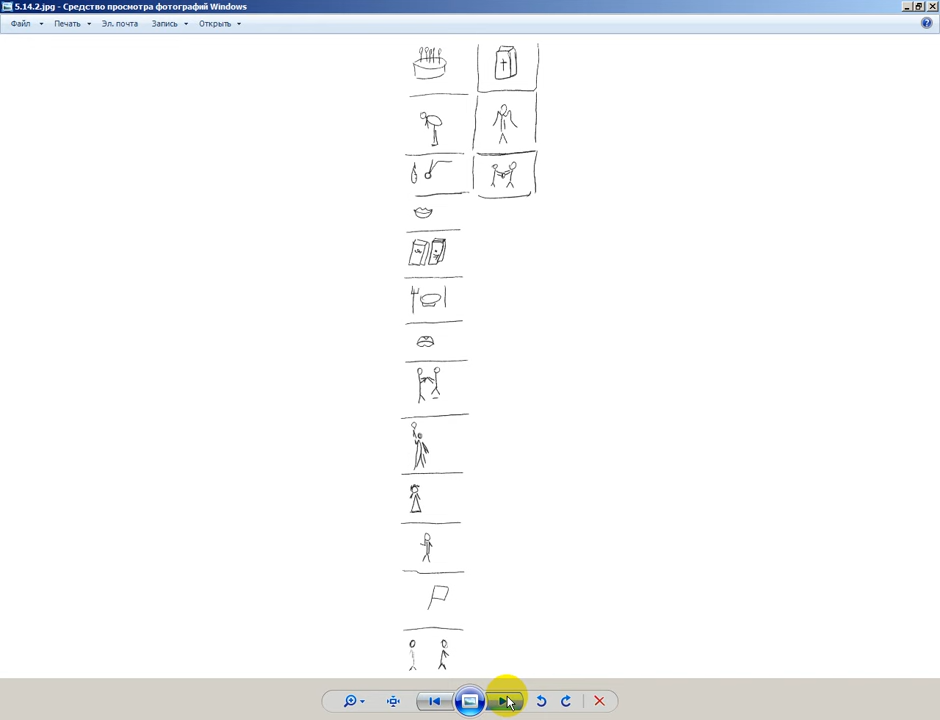 5.14.2.jpg - Средство просмотра фотографий Windows
Файл Печать Эл. почта Запись Открыть